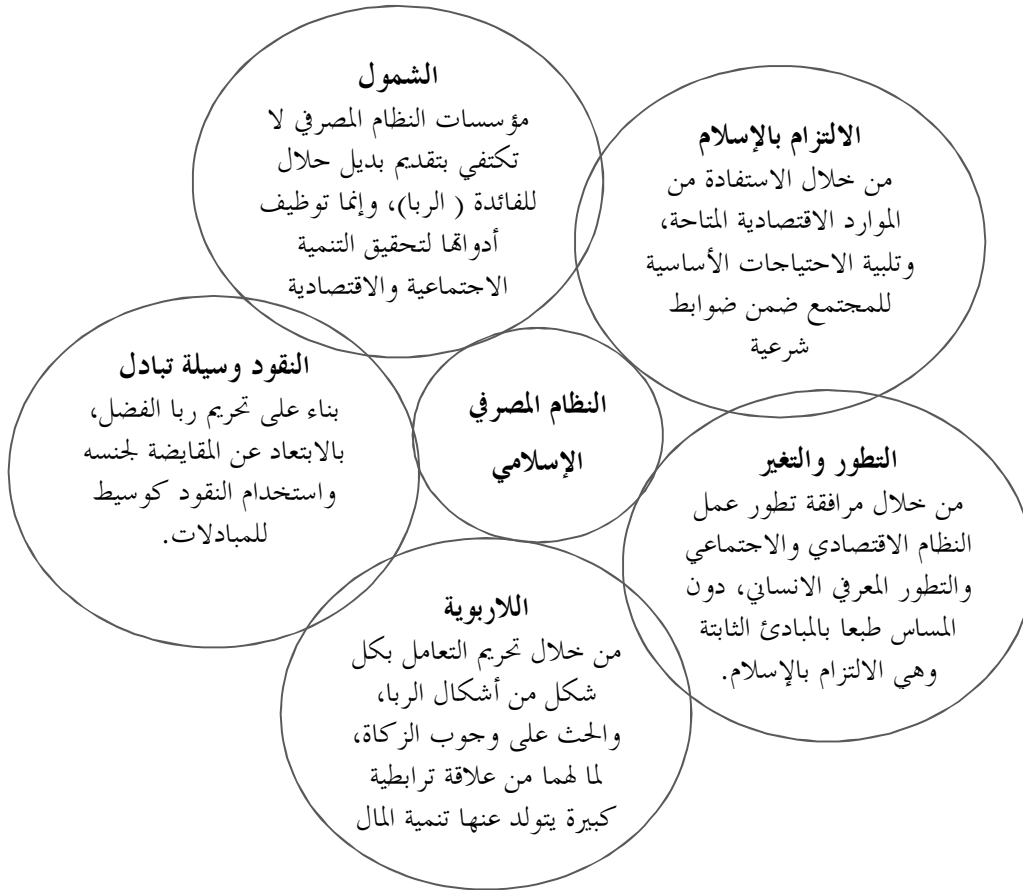 الشمول
مؤسسات النظام المصرفي لا
تكتفي بتقديم بديل حلال
للفائدة ( الربا)، وإنما توظيف
أدواتها لتحقيق التنمية
الاجتماعية والاقتصادية
الالتزام بالإسلام
من خلال الاستفادة من
الموارد الاقتصادية المتاحة،
وتلبية الاحتياجات الأساسية
للمجتمع ضمن ضوابط
شرعية
النقود وسيلة تبادل
بناء على تحريم ربا الفضل،
بالابتعاد عن المقايضة لجنسه
واستخدام النقود كوسيط
للمبادلات.
النظام المصرفي
الإسلامي
التطور والتغير
من خلال مرافقة تطور عمل
النظام الاقتصادي والاجتماعي
والتطور المعرفي الانساني، دون
المساس طبعا بالمبادئ الثابتة
وهي الالتزام بالإسلام.
اللاربوية
من خلال تحريم التعامل بكل
شكل من أشكال الربا،
والحث على وجوب الزكاة،
لما لهما من علاقة ترابطية
كبيرة يتولد عنها تنمية المال